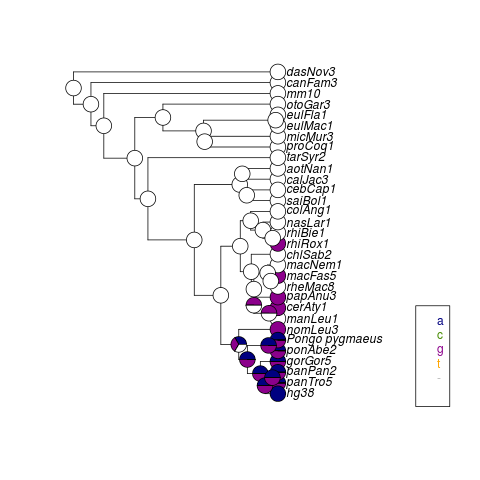 dasNov3
canFam3
mm10
otoGar3
eulFla1
eulMac1
micMur3
proCoq1
tarSyr2
aotNan1
calJac3
cebCap1
saiBol1
colAng1
nasLar1
rhiBie1
rhiRox1
chlSab2
macNem1
macFas5
rheMac8
papAnu3
cerAty1
manLeu1
nomLeu3
Pongo pygmaeus
ponAbe2
gorGor5
panPan2
panTro5
hg38
a
c
g
t
-